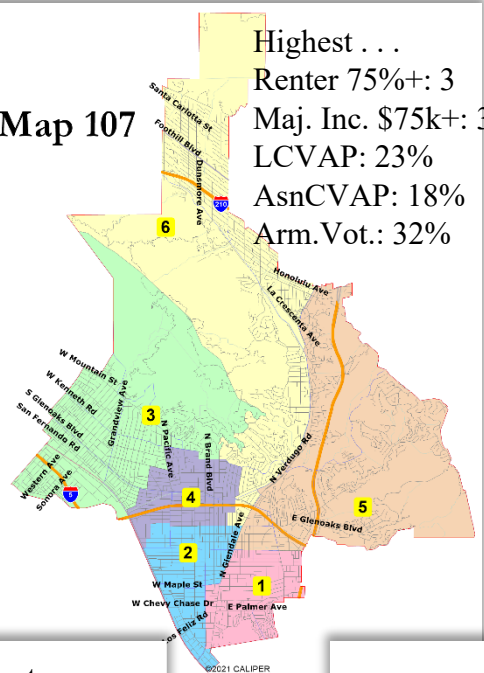 Map 107
Highest . . .
Renter 75%+: 3
Maj. Inc. $75k+: 3
LCVAP: 23%
AsnCVAP: 18%
Arm.Vot.: 32%
Santa Carlotta St
Foothill Blvd
Dunsmore Ave
210
6
Honolulu Ave
La Crescenta Ave
W Mountain St
W Kenneth Rd
S Glenoaks Blvd
San Fernando Rd
Grandview Ave
3
N Pacific Ave
N Brand Blvd
N Verdugo Rd
Western Ave
Sonora Ave
5
4
5
E Glenoaks Blvd
N Glendale Ave
2
1
W Maple St
W Chevy Chase Dr
E Palmer Ave
Los Feliz Rd
©2021 CALIPER